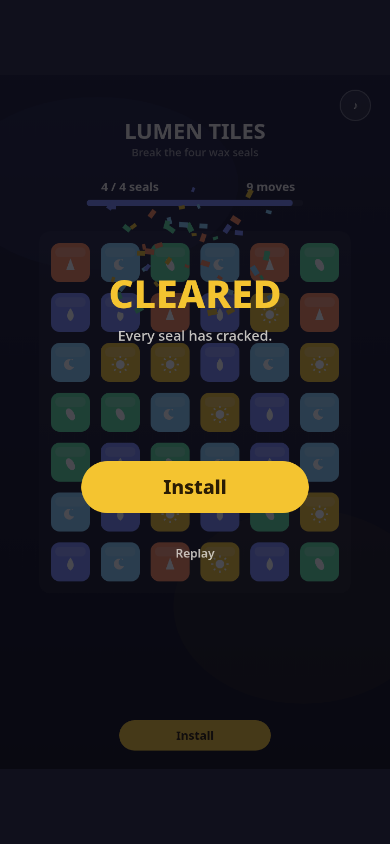 LUMEN TILES
Break the four wax seals
4 / 4 seals
9 moves
CLEARED
Every seal has cracked.
Install
Replay
Install